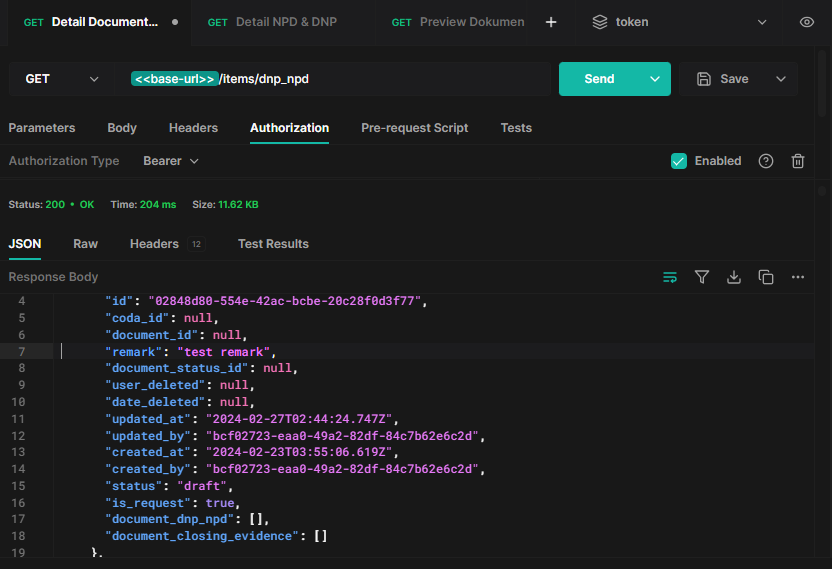 GET Detail Document... GET Detail NPD & DNP GET Preview Dokumen + token
GET <<base-url>>/items/dnp_npd Send Save
Parameters Body Headers Authorization Pre-request Script Tests
Authorization Type Bearer Enabled
Status: 200 • OK Time: 204 ms Size: 11.62 KB
JSON Raw Headers 12 Test Results
Response Body
4 "id": "02848d80-554e-42ac-bcbe-20c28f0d3f77",
5 "coda_id": null,
6 "document_id": null,
7 "remark": "test remark",
8 "document_status_id": null,
9 "user_deleted": null,
10 "date_deleted": null,
11 "updated_at": "2024-02-27T02:44:24.747Z",
12 "updated_by": "bcf02723-eaa0-49a2-82df-84c7b62e6c2d",
13 "created_at": "2024-02-23T03:55:06.619Z",
14 "created_by": "bcf02723-eaa0-49a2-82df-84c7b62e6c2d",
15 "status": "draft",
16 "is_request": true,
17 "document_dnp_npd": [],
18 "document_closing_evidence": []
19 },